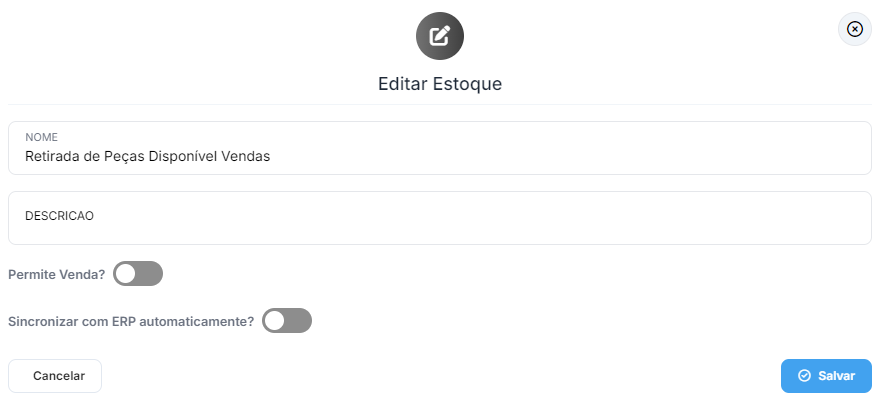 Editar Estoque
NOME
Retirada de Peças Disponível Vendas
DESCRICAO
Permite Venda?
Sincronizar com ERP automaticamente?
Cancelar
Salvar